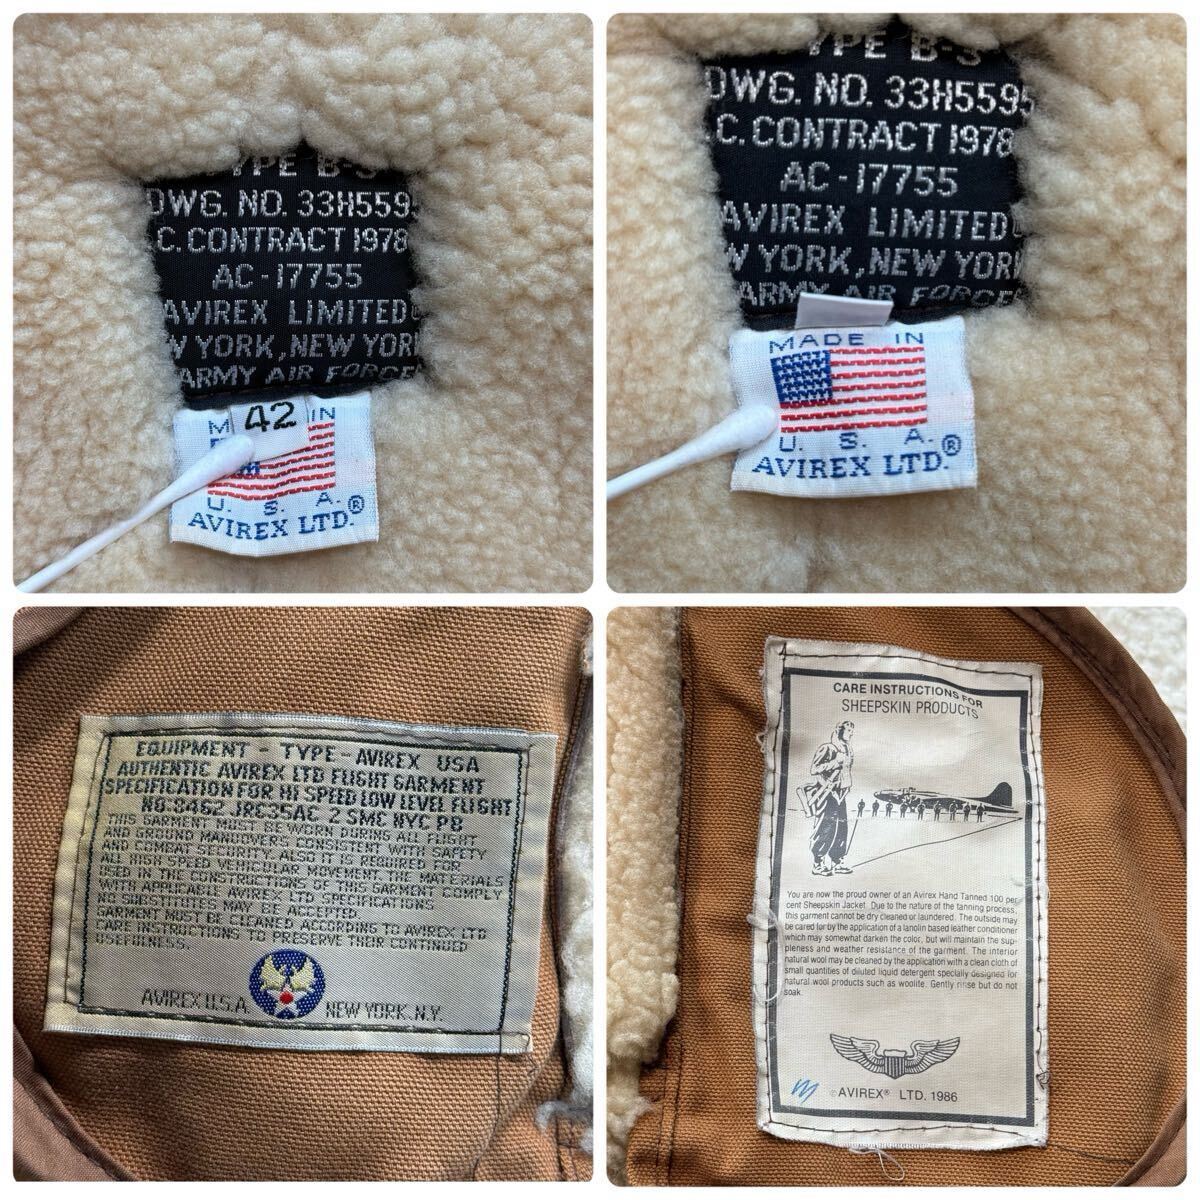 TYPE B-3
DWG. NO. 33H559
C. CONTRACT 1978
AC - 17755
AVIREX LIMITED
YORK, NEW YOR
ARMY AIR FORCE
42
M IN
U. S. A.
AVIREX LTD.®
TYPE B-3
DWG. NO. 33H5595
C. CONTRACT 1978
AC - 17755
AVIREX LIMITED
W YORK, NEW YORK
ARMY AIR FORCE
MADE IN
U. S. A.
AVIREX LTD.®
EQUIPMENT - TYPE - AVIREX USA
AUTHENTIC AVIREX LTD FLIGHT GARMENT
SPECIFICATION FOR HI SPEED LOW LEVEL FLIGHT
NO. 8462 JRC35AC 2 SMC NYC PB
THIS GARMENT MUST BE WORN DURING ALL FLIGHT
AND GROUND MANUOVERS CONSISTENT WITH SAFETY
AND COMBAT SECURITY. ALSO IT IS REQUIRED FOR
ALL HIGH SPEED VEHICULAR MOVEMENT. THE MATERIALS
USED IN THE CONSTRUCTIONS OF THIS GARMENT COMPLY
WITH APPLICABLE AVIREX LTD SPECIFICATIONS
NO SUBSTITUTES MAY BE ACCEPTED.
GARMENT MUST BE CLEANED ACCORDING TO AVIREX LTD
CARE INSTRUCTIONS TO PRESERVE THEIR CONTINUED
USEFULNESS.
AVIREX U.S.A. NEW YORK. N.Y.
CARE INSTRUCTIONS FOR
SHEEPSKIN PRODUCTS
You are now the proud owner of an Avirex Hand Tanned 100 per
cent Sheepskin Jacket. Due to the nature of the tanning process,
this garment cannot be dry cleaned or laundered. The outside may
be cared for by the application of a lanolin based leather conditioner
which may somewhat darken the color, but will maintain the sup-
pleness and weather resistance of the garment. The interior
natural wool may be cleaned by the application with a clean cloth of
small quantities of diluted liquid detergent specially designed for
natural wool products such as woolite. Gently rinse but do not
soak.
©AVIREX® LTD. 1986